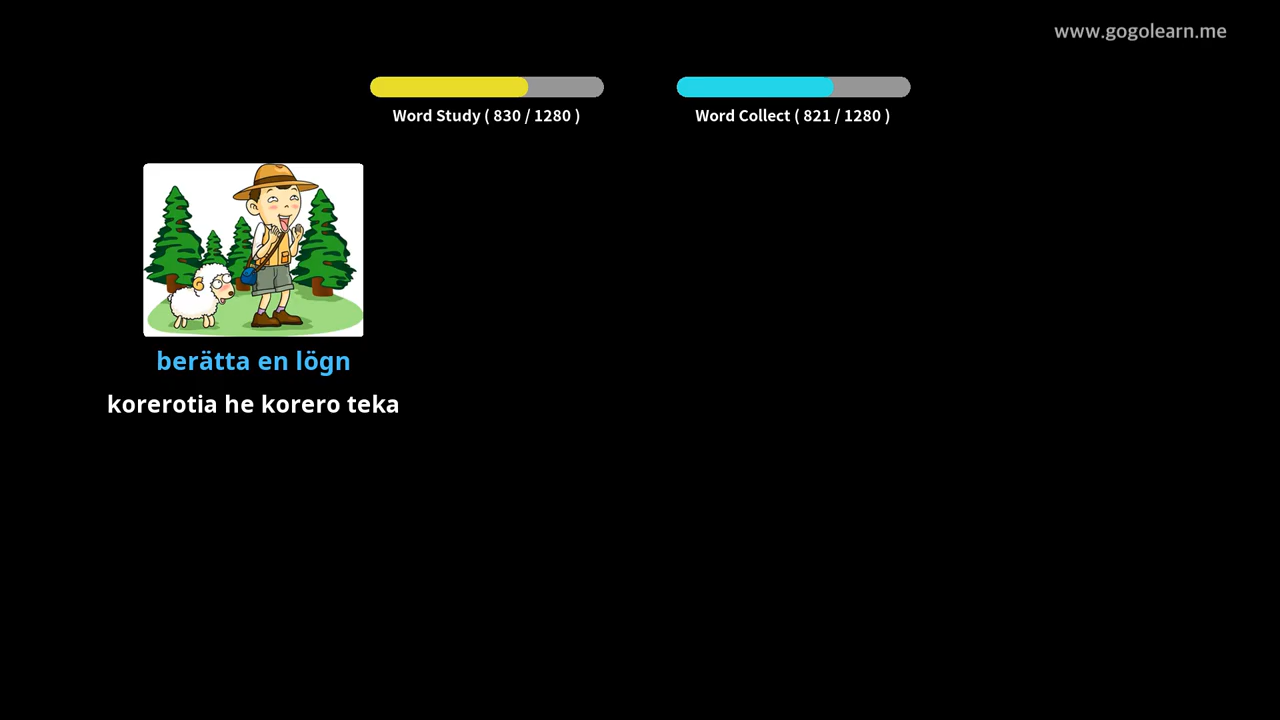 www.gogolearn.me
Word Study ( 830 / 1280 )
Word Collect ( 821 / 1280 )
berätta en lögn
korerotia he korero teka